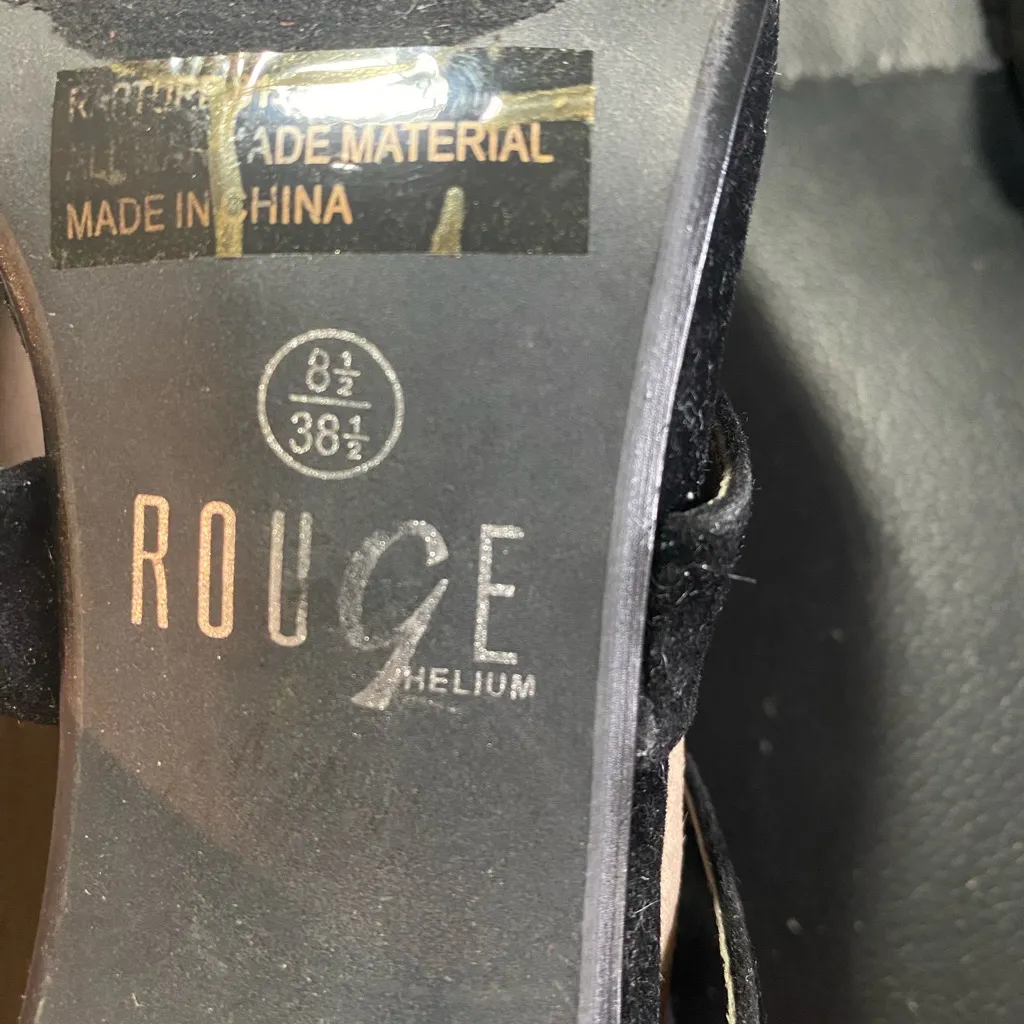 ADE MATERIAL
MADE IN CHINA
8½
38½
ROUGE
HELIUM